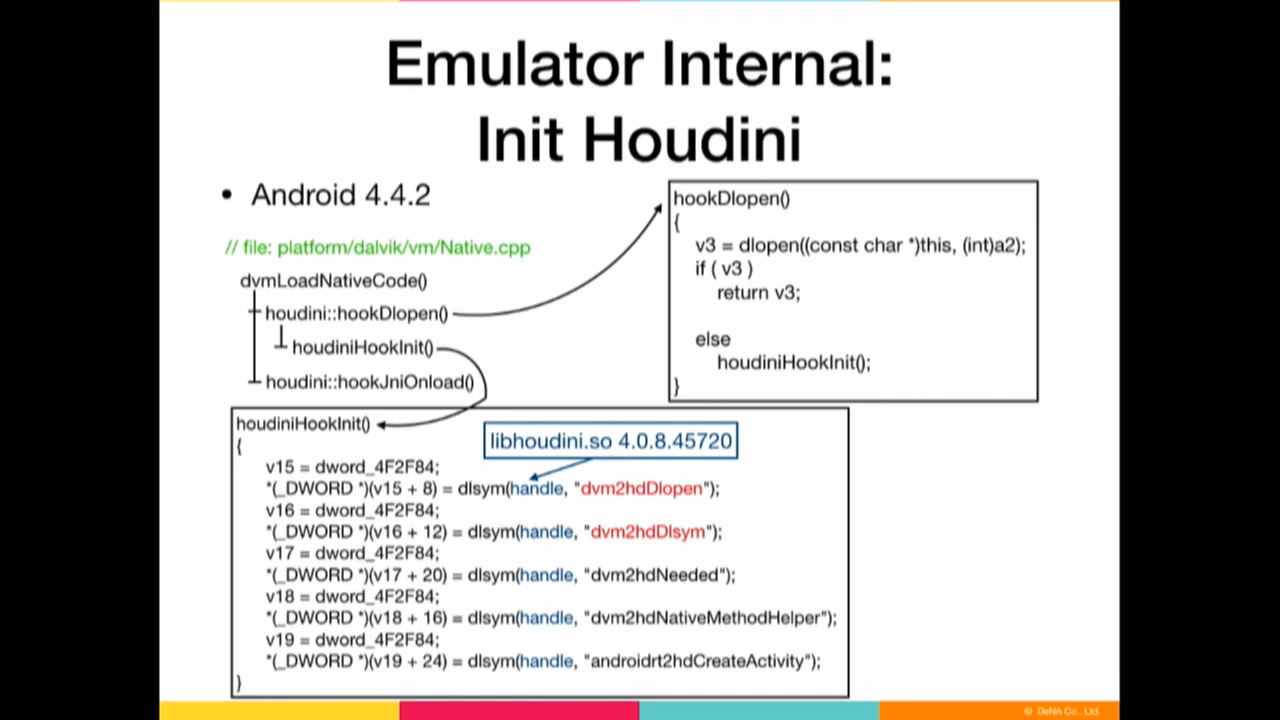 Emulator Internal:
Init Houdini
• Android 4.4.2
// file: platform/dalvik/vm/Native.cpp
dvmLoadNativeCode()
houdini::hookDlopen()
houdiniHookInit()
houdini::hookJniOnload()
hookDlopen()
{
v3 = dlopen((const char *)this, (int)a2);
if ( v3 )
return v3;
else
houdiniHookInit();
}
houdiniHookInit()
{
libhoudini.so 4.0.8.45720
v15 = dword_4F2F84;
*(_DWORD *)(v15 + 8) = dlsym(handle, "dvm2hdDlopen");
v16 = dword_4F2F84;
*(_DWORD *)(v16 + 12) = dlsym(handle, "dvm2hdDlsym");
v17 = dword_4F2F84;
*(_DWORD *)(v17 + 20) = dlsym(handle, "dvm2hdNeeded");
v18 = dword_4F2F84;
*(_DWORD *)(v18 + 16) = dlsym(handle, "dvm2hdNativeMethodHelper");
v19 = dword_4F2F84;
*(_DWORD *)(v19 + 24) = dlsym(handle, "androidrt2hdCreateActivity");
}
© DeNA Co., Ltd.